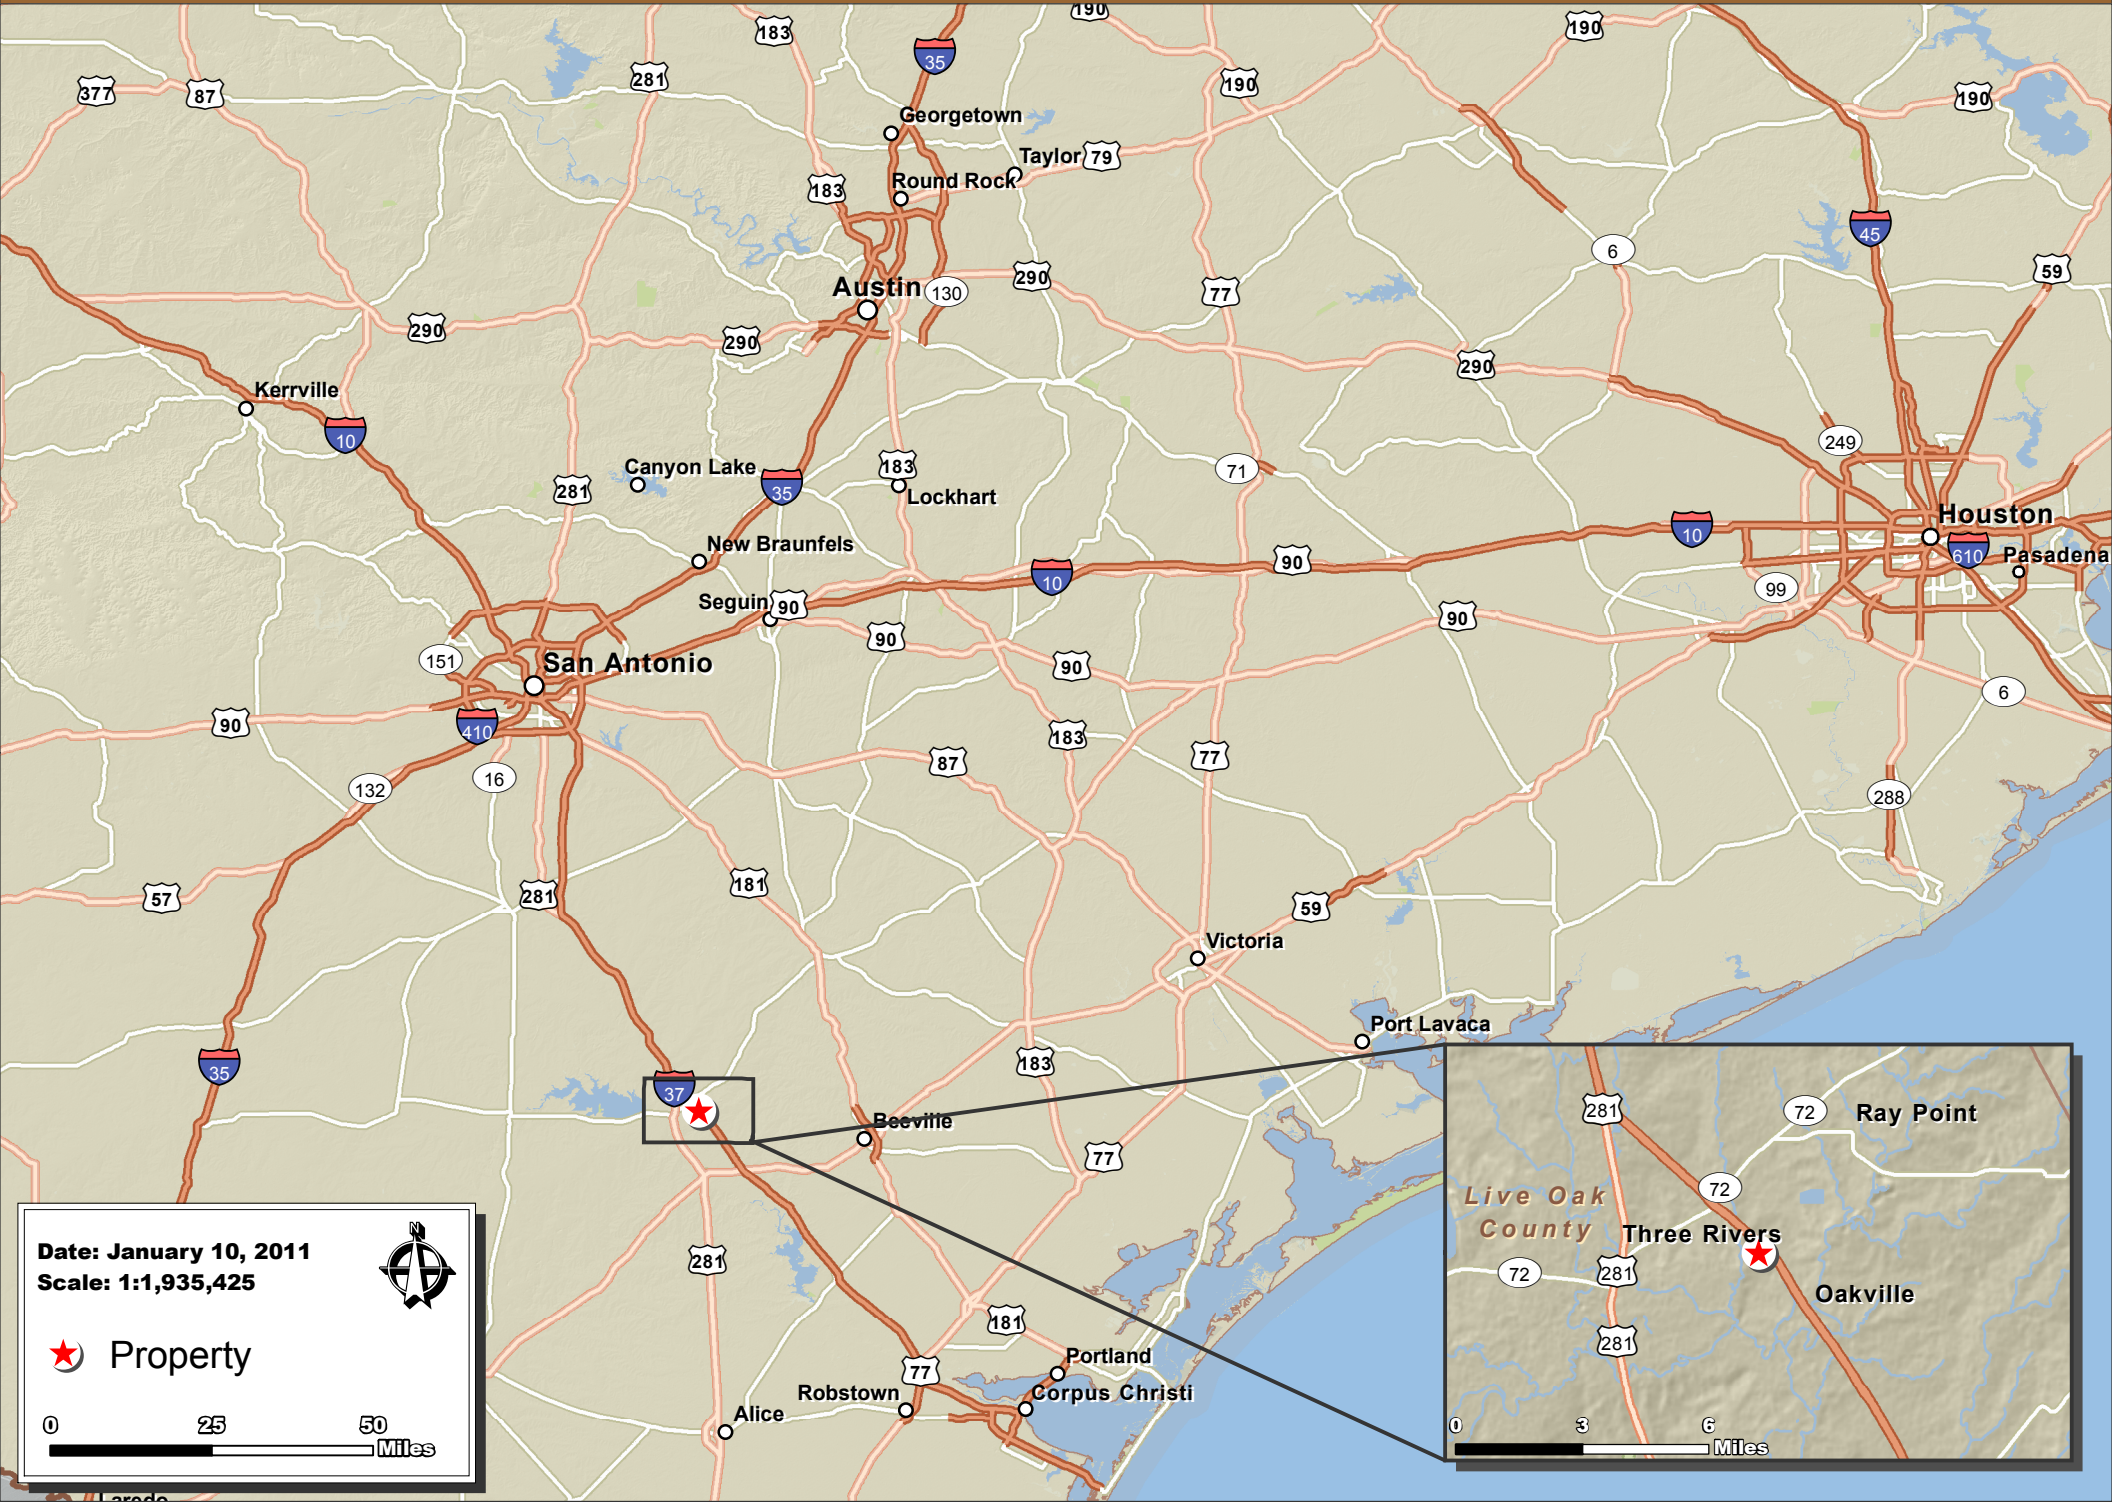 190
183
35
190
281
377
87
190
190
Georgetown
Taylor
79
183
Round Rock
6
45
59
Austin
130
290
77
290
290
290
Kerrville
10
249
Canyon Lake
183
71
281
35
Lockhart
Houston
10
New Braunfels
90
610
Pasadena
10
99
Seguin
90
90
90
151
San Antonio
90
6
90
410
183
77
87
16
132
288
181
281
57
59
Victoria
Port Lavaca
35
183
37
Beeville
77
281
181
77
Portland
Robstown
Corpus Christi
Alice
Laredo
281
72
Ray Point
72
Live Oak
County
Three Rivers
72
281
Oakville
281
0 3 6
Miles
N
Date: January 10, 2011
Scale: 1:1,935,425
Property
0 25 50
Miles